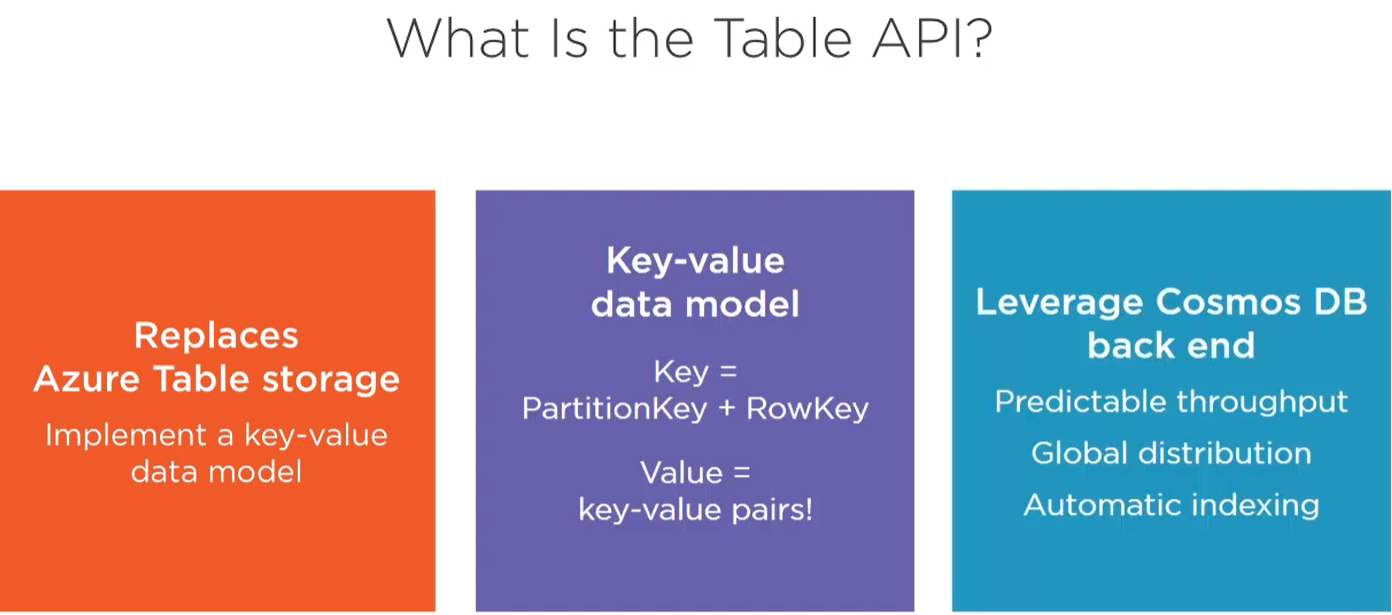 What Is the Table API?
Replaces
Azure Table storage
Implement a key-value
data model
Key-value
data model
Key =
PartitionKey + RowKey
Value =
key-value pairs!
Leverage Cosmos DB
back end
Predictable throughput
Global distribution
Automatic indexing